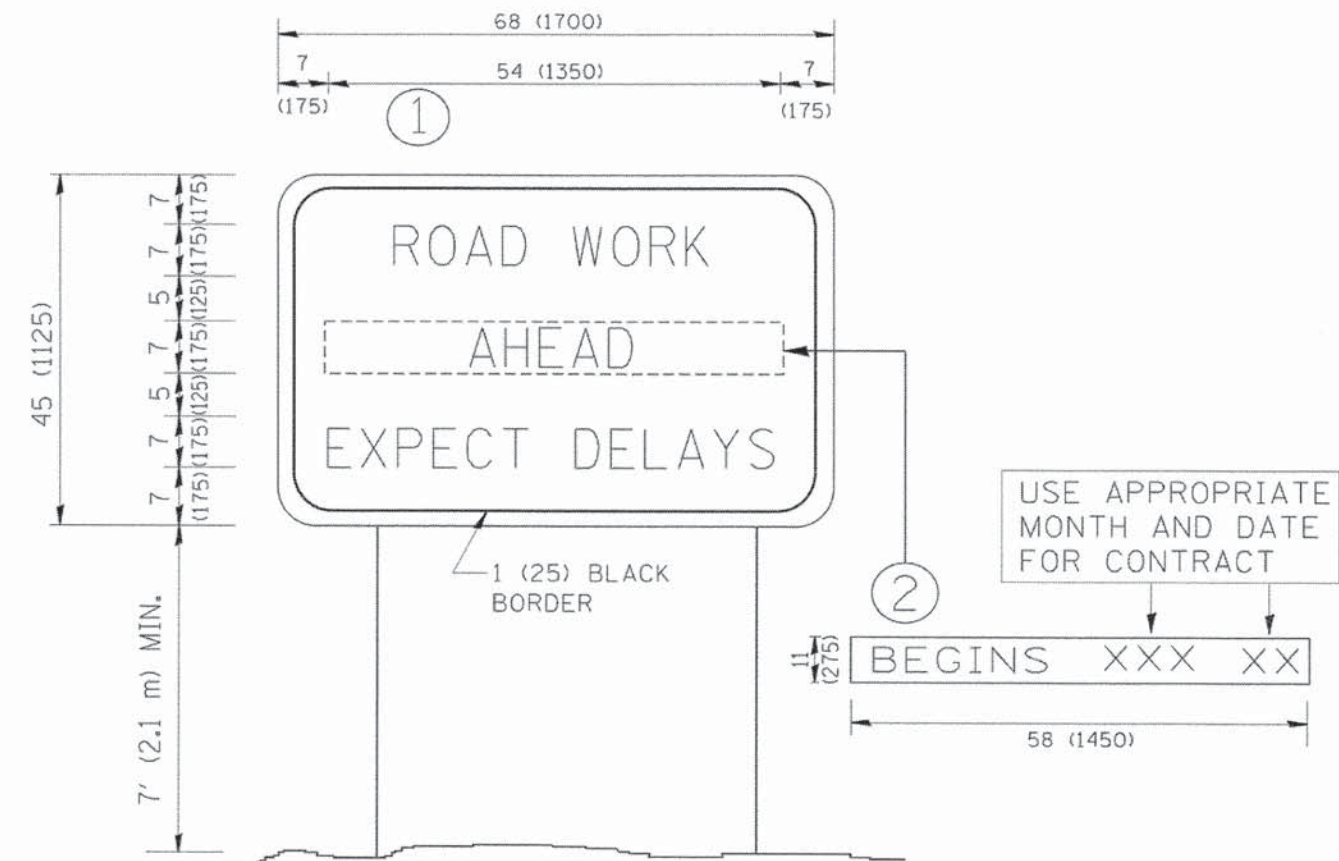 68 (1700)
7 54 (1350) 7
(175) (175)
1
45 (1125)
7 (175)
7 (175)
5 (125)
7 (175)
5 (125)
7 (175)
7 (175)
7' (2.1 m) MIN.
ROAD WORK
AHEAD
EXPECT DELAYS
1 (25) BLACK
BORDER
2
USE APPROPRIATE
MONTH AND DATE
FOR CONTRACT
11
(275)
BEGINS XXX XX
58 (1450)